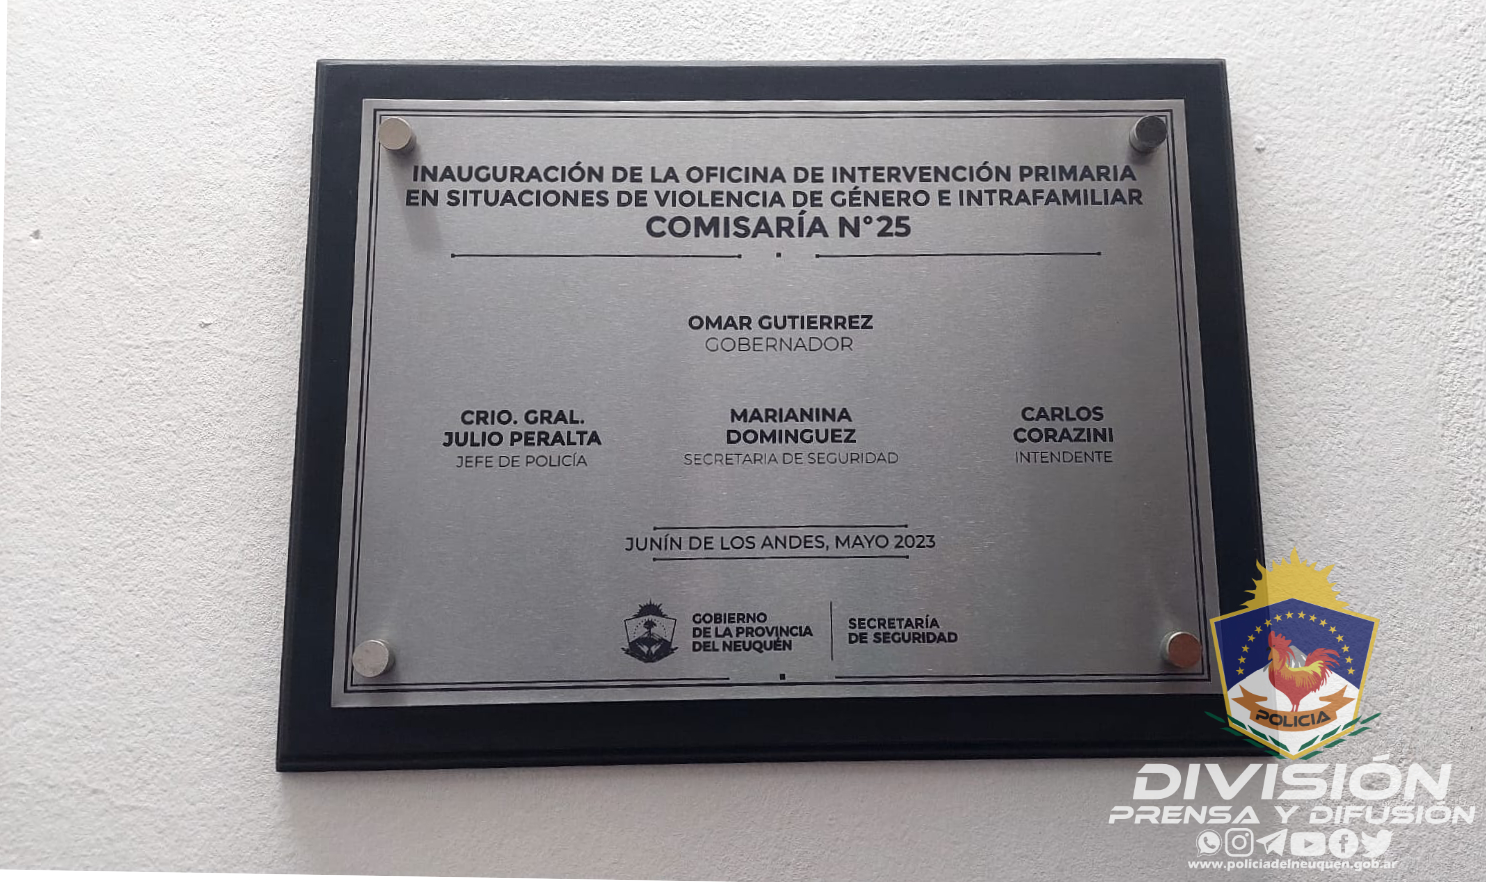 INAUGURACIÓN DE LA OFICINA DE INTERVENCIÓN PRIMARIA
EN SITUACIONES DE VIOLENCIA DE GÉNERO E INTRAFAMILIAR
COMISARÍA N°25
OMAR GUTIERREZ
GOBERNADOR
CRIO. GRAL.
JULIO PERALTA
JEFE DE POLICÍA
MARIANINA
DOMINGUEZ
SECRETARIA DE SEGURIDAD
CARLOS
CORAZINI
INTENDENTE
JUNÍN DE LOS ANDES, MAYO 2023
GOBIERNO
DE LA PROVINCIA
DEL NEUQUÉN
SECRETARÍA
DE SEGURIDAD
POLICIA
DIVISIÓN
PRENSA Y DIFUSIÓN
www.policiadelneuquen.gob.ar